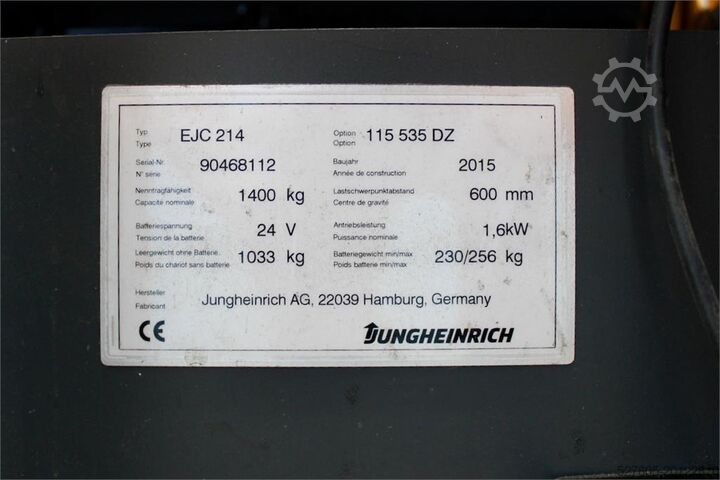 Typ EJC 214 Option 115 535 DZ
Type Option
Serial-Nr. 90468112 Baujahr 2015
N° série Année de construction
Nenntragfähigkeit 1400 kg Lastschwerpunktabstand 600 mm
Capacité nominale Centre de gravité
Batteriespannung 24 V Antriebsleistung 1,6kW
Tension de la batterie Puissance nominale
Leergewicht ohne Batterie 1033 kg Batteriegewicht min/max 230/256 kg
Poids du chariot sans batterie Poids batterie min/max
Hersteller Jungheinrich AG, 22039 Hamburg, Germany
Fabricant
CE JUNGHEINRICH